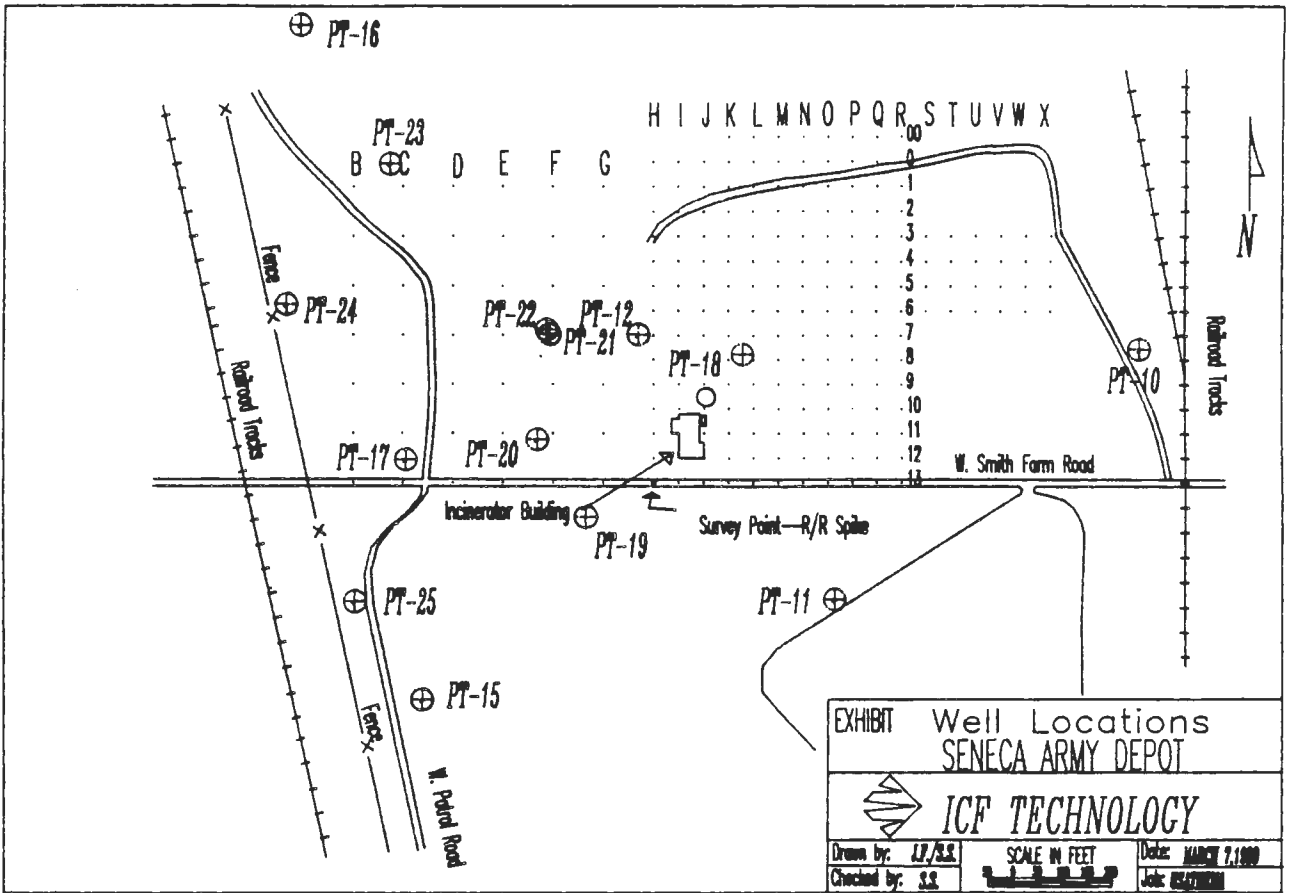 PT-16
H I J K L M N O P Q R S T U V W X
00
PT-23
B C D E F G
0
1
2
3
4
5
6
7
8
9
10
11
12
13
N
Fence
PT-24
PT-22
PT-12
PT-21
PT-18
PT-10
Railroad Tracks
Railroad Tracks
PT-17
PT-20
W. Smith Farm Road
Incinerator Building
Survey Point—R/R Spike
PT-19
PT-25
PT-11
PT-15
Fence
W. Patrol Road
EXHIBIT Well Locations
SENECA ARMY DEPOT
ICF TECHNOLOGY
Drawn by: J.F./S.S.
Checked by: S.S.
SCALE IN FEET
Date: MARCH 7,
Job: